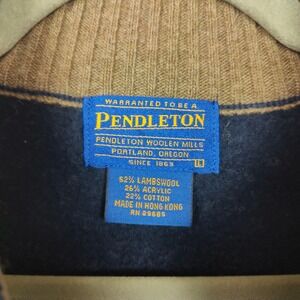 WARRANTED TO BE A
PENDLETON
PENDLETON WOOLEN MILLS
PORTLAND, OREGON
SINCE 1863
52% LAMBSWOOL
26% ACRYLIC
22% COTTON
MADE IN HONG KONG
RN 29685